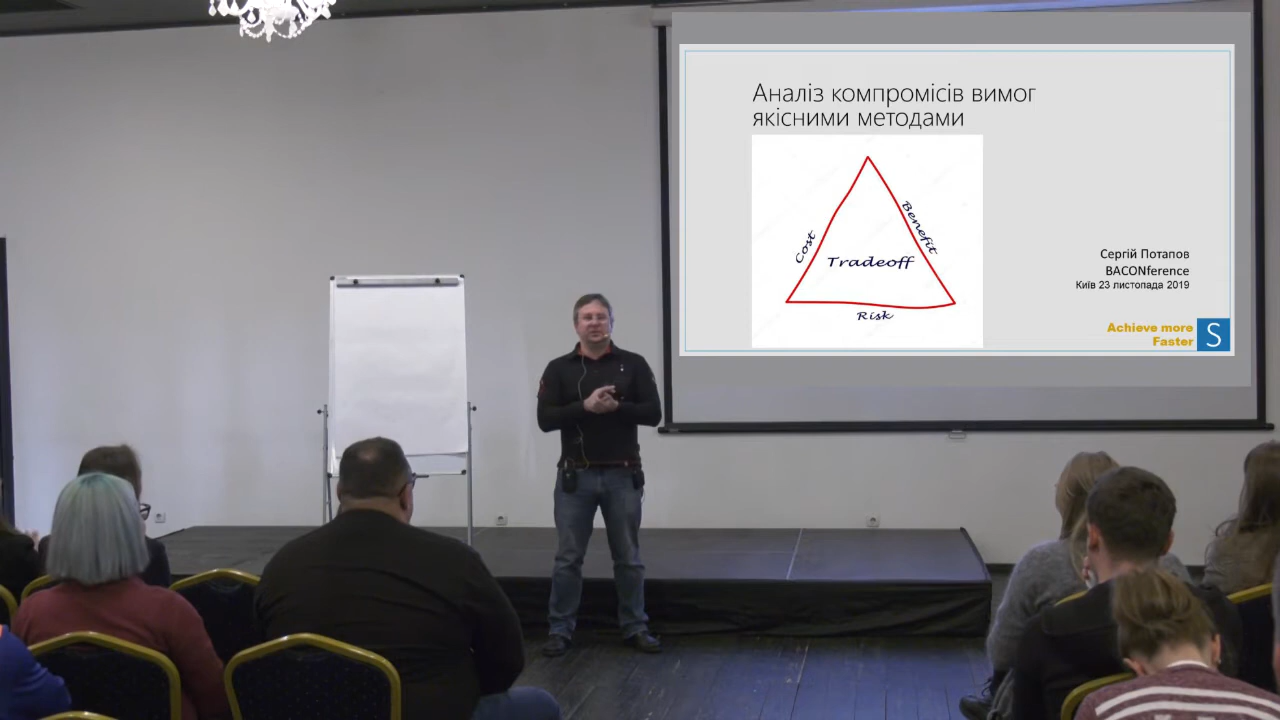 Аналіз компромісів вимог
якісними методами
Cost
Benefit
Tradeoff
Risk
Сергій Потапов
BACONference
Київ 23 листопада 2019
Achieve more
Faster
S